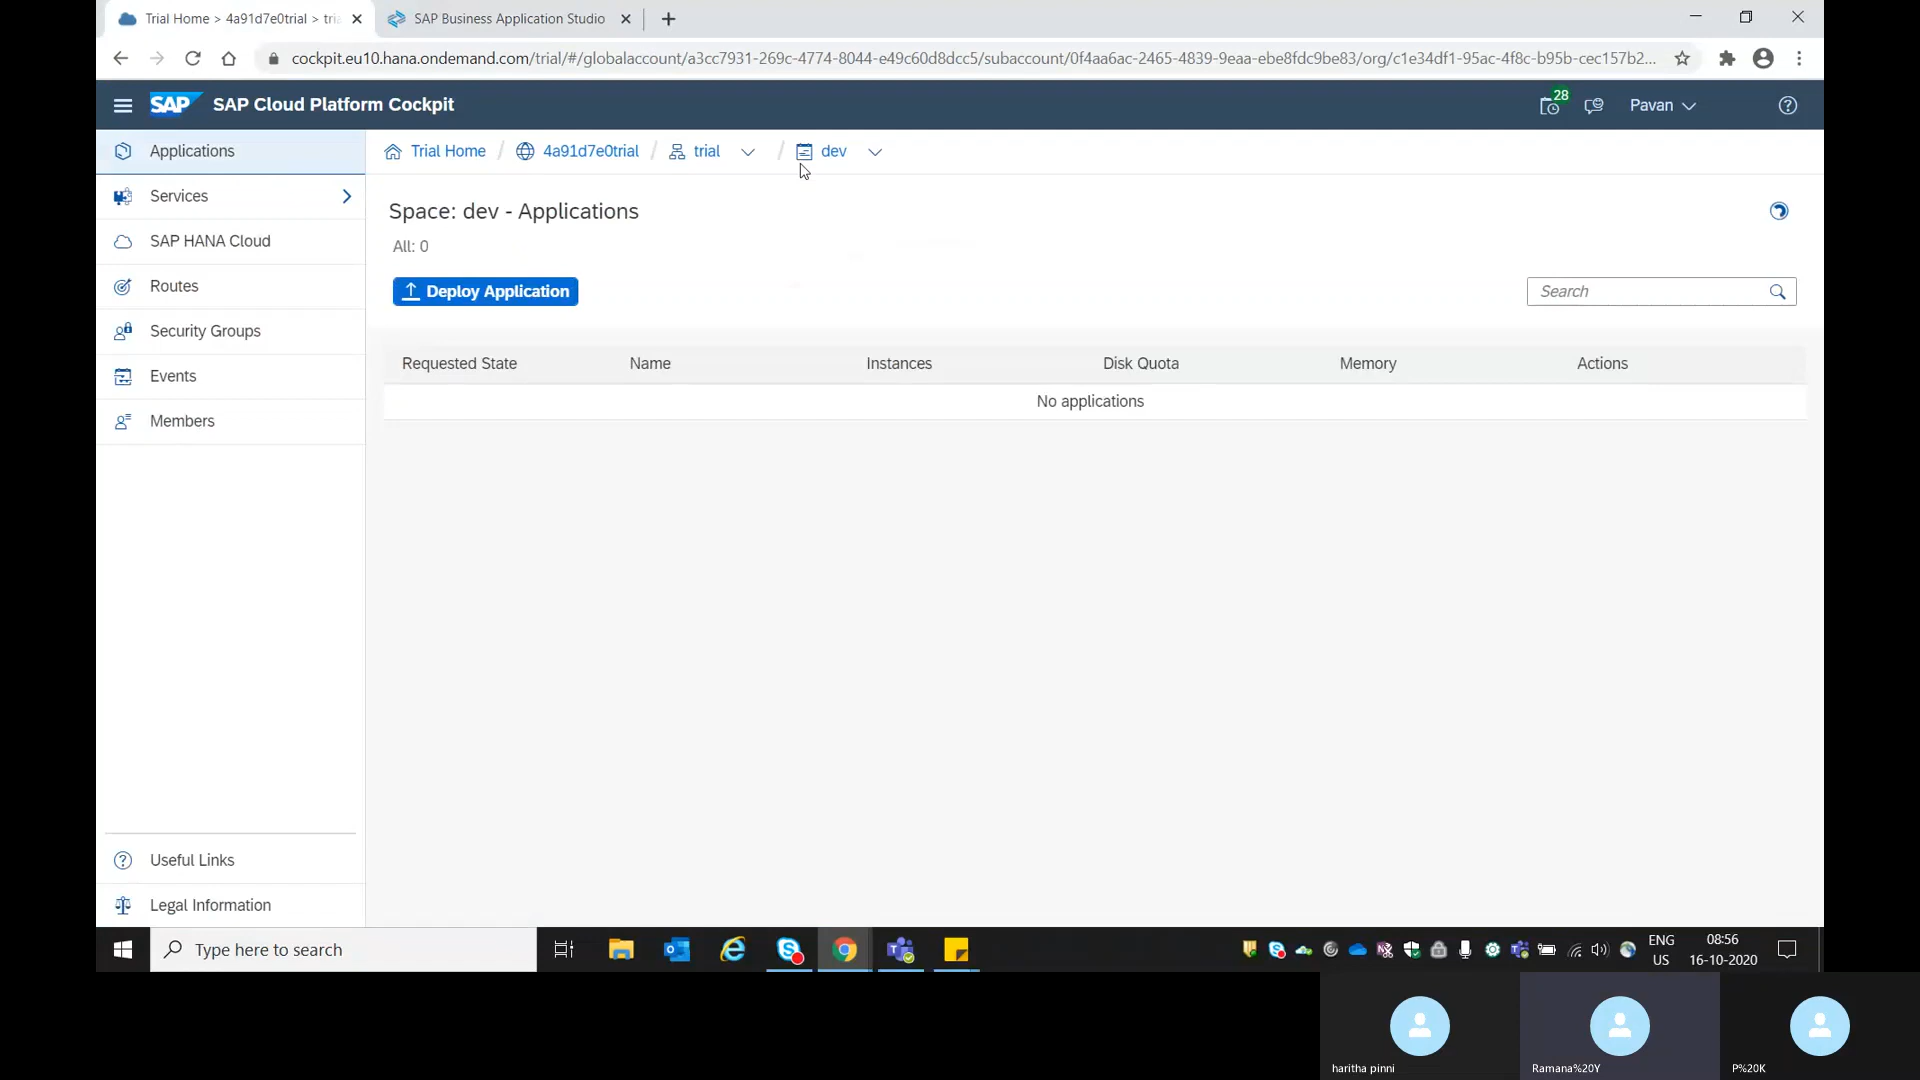 Trial Home > 4a91d7e0trial > tria
SAP Business Application Studio
cockpit.eu10.hana.ondemand.com/trial/#/globalaccount/a3cc7931-269c-4774-8044-e49c60d8dcc5/subaccount/0f4aa6ac-2465-4839-9eaa-ebe8fdc9be83/org/c1e34df1-95ac-4f8c-b95b-cec157b2...
SAP SAP Cloud Platform Cockpit
28
Pavan
Applications
Services
SAP HANA Cloud
Routes
Security Groups
Events
Members
Useful Links
Legal Information
Trial Home / 4a91d7e0trial / trial / dev
Space: dev - Applications
All: 0
Deploy Application
Search
Requested State Name Instances Disk Quota Memory Actions
No applications
Type here to search
ENG
US
08:56
16-10-2020
haritha pinni
Ramana%20Y
P%20K